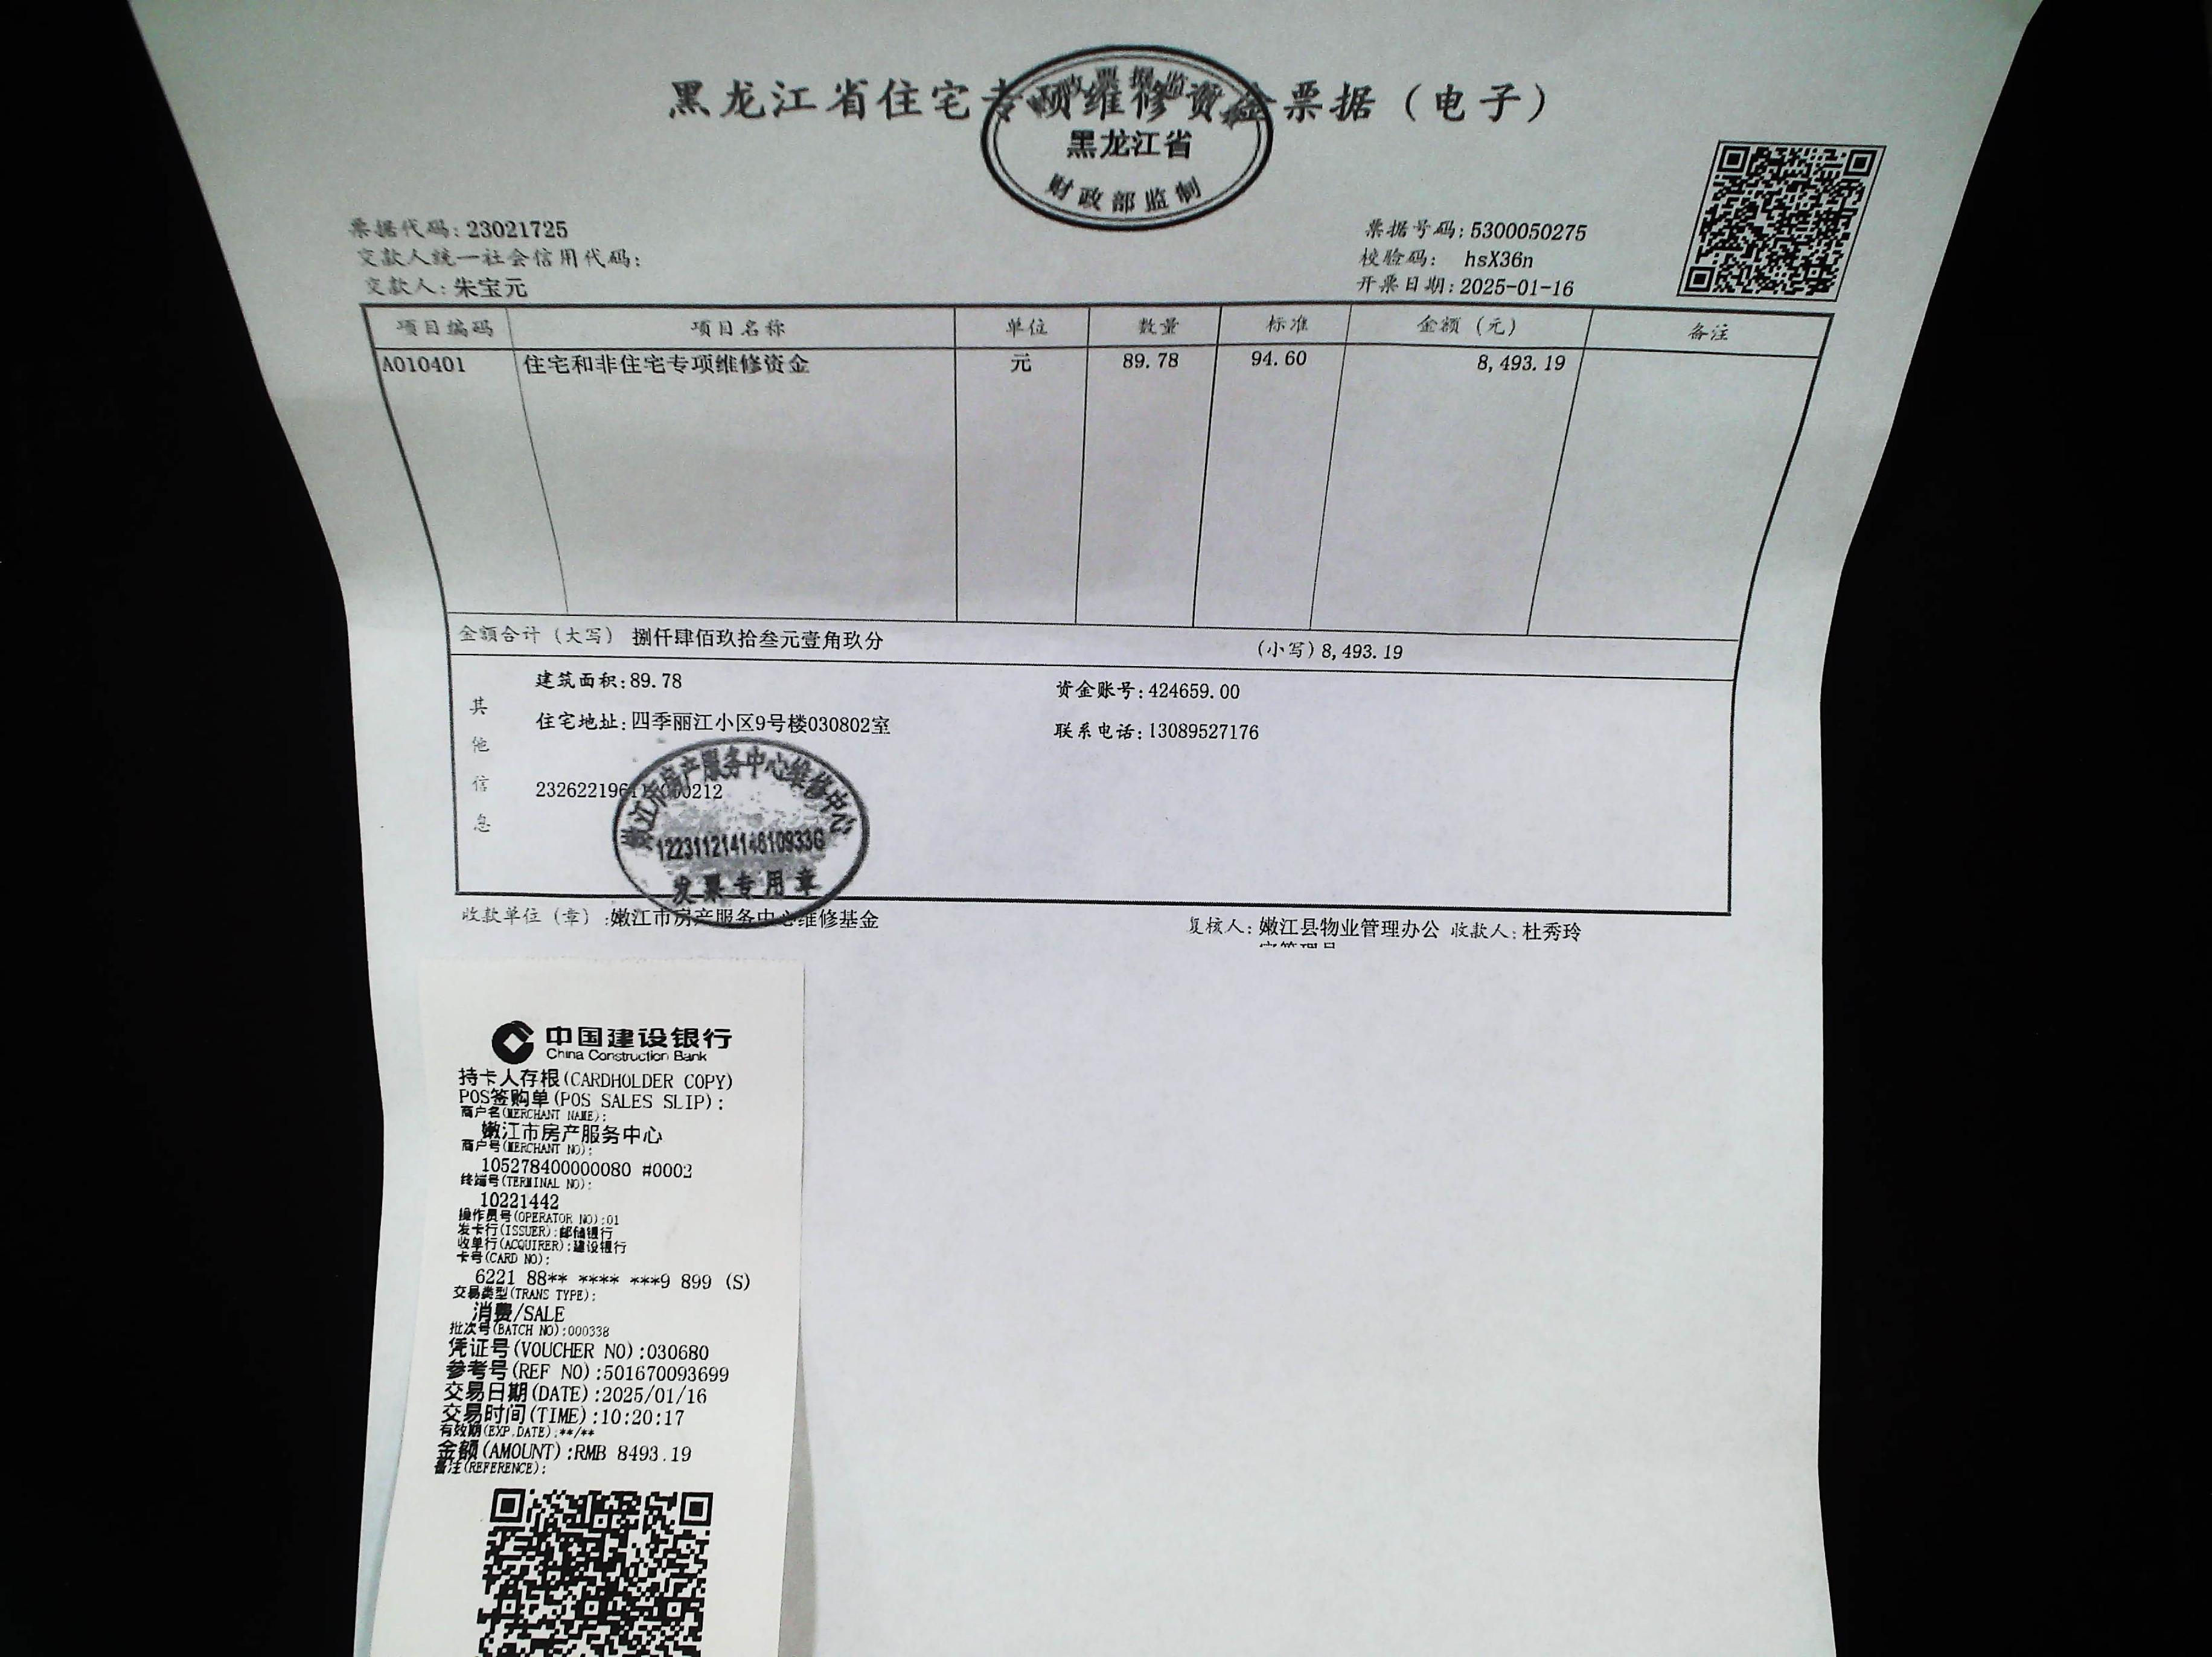 黑龙江省住宅专项维修资金票据（电子）
黑龙江省
财政部监制
票据代码:23021725
票据号码:5300050275
交款人统一社会信用代码:
校验码: hsX36n
交款人:朱宝元
开票日期:2025-01-16
项目编码 项目名称 单位 数量 标准 金额（元） 备注
A010401 住宅和非住宅专项维修资金 元 89.78 94.60 8,493.19
金额合计（大写） 捌仟肆佰玖拾叁元壹角玖分 (小写)8,493.19
其他信息
建筑面积:89.78 资金账号:424659.00
住宅地址:四季丽江小区9号楼030802室 联系电话:13089527176
嫩江市房产服务中心维修中心
发票专用章
收款单位（章）:嫩江市房产服务中心维修基金 复核人:嫩江县物业管理办公 收款人:杜秀玲
中国建设银行
China Construction Bank
持卡人存根(CARDHOLDER COPY)
POS签购单(POS SALES SLIP):
商户名(MERCHANT NAME):
嫩江市房产服务中心
商户号(MERCHANT NO):
105278400000080 #0002
终端号(TERMINAL NO):
10221442
操作员号(OPERATOR NO):01
发卡行(ISSUER):邮储银行
收单行(ACQUIRER):建设银行
卡号(CARD NO):
6221 88** **** ***9 899 (S)
交易类型(TRANS TYPE):
消费/SALE
批次号(BATCH NO):000338
凭证号(VOUCHER NO):030680
参考号(REF NO):501670093699
交易日期(DATE):2025/01/16
交易时间(TIME):10:20:17
有效期(EXP.DATE):**/**
金额(AMOUNT):RMB 8493.19
备注(REFERENCE):